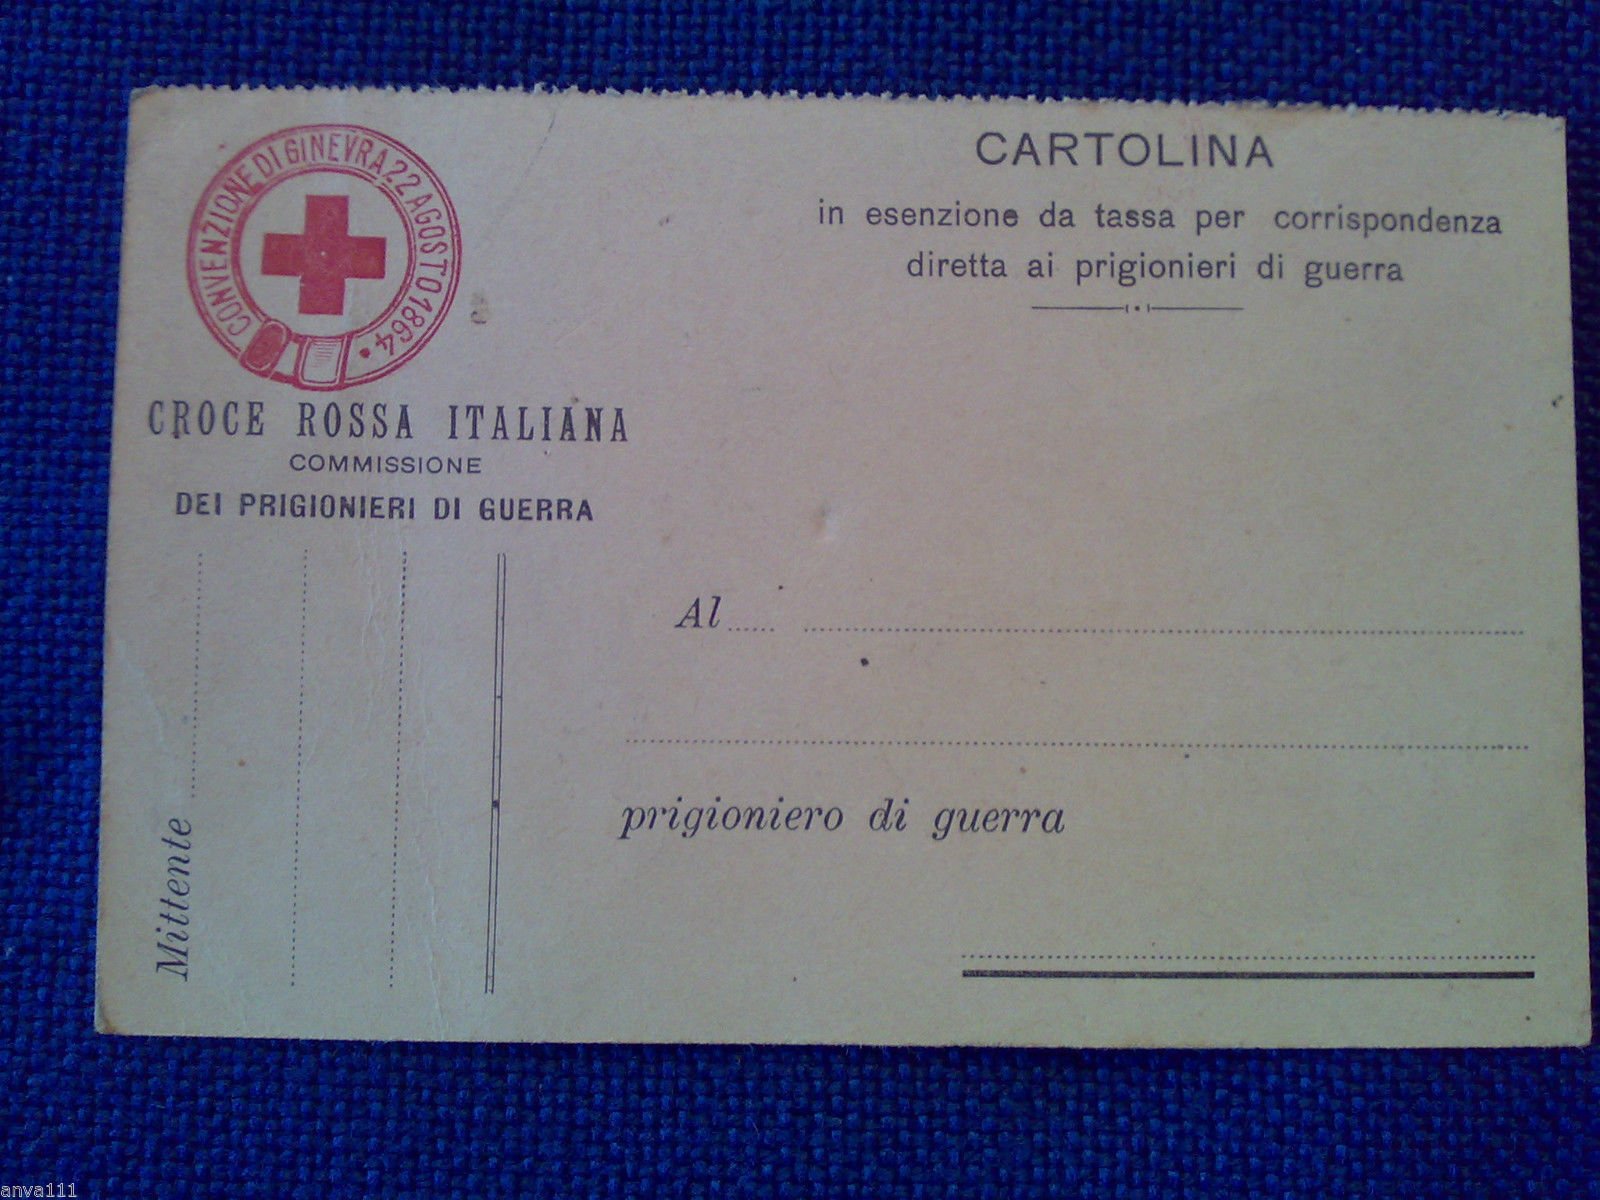 CONVENZIONE DI GINEVRA 22 AGOSTO 1864.
CROCE ROSSA ITALIANA
COMMISSIONE
DEI PRIGIONIERI DI GUERRA
Mittente
CARTOLINA
in esenzione da tassa per corrispondenza
diretta ai prigionieri di guerra
Al
prigioniero di guerra
anva111